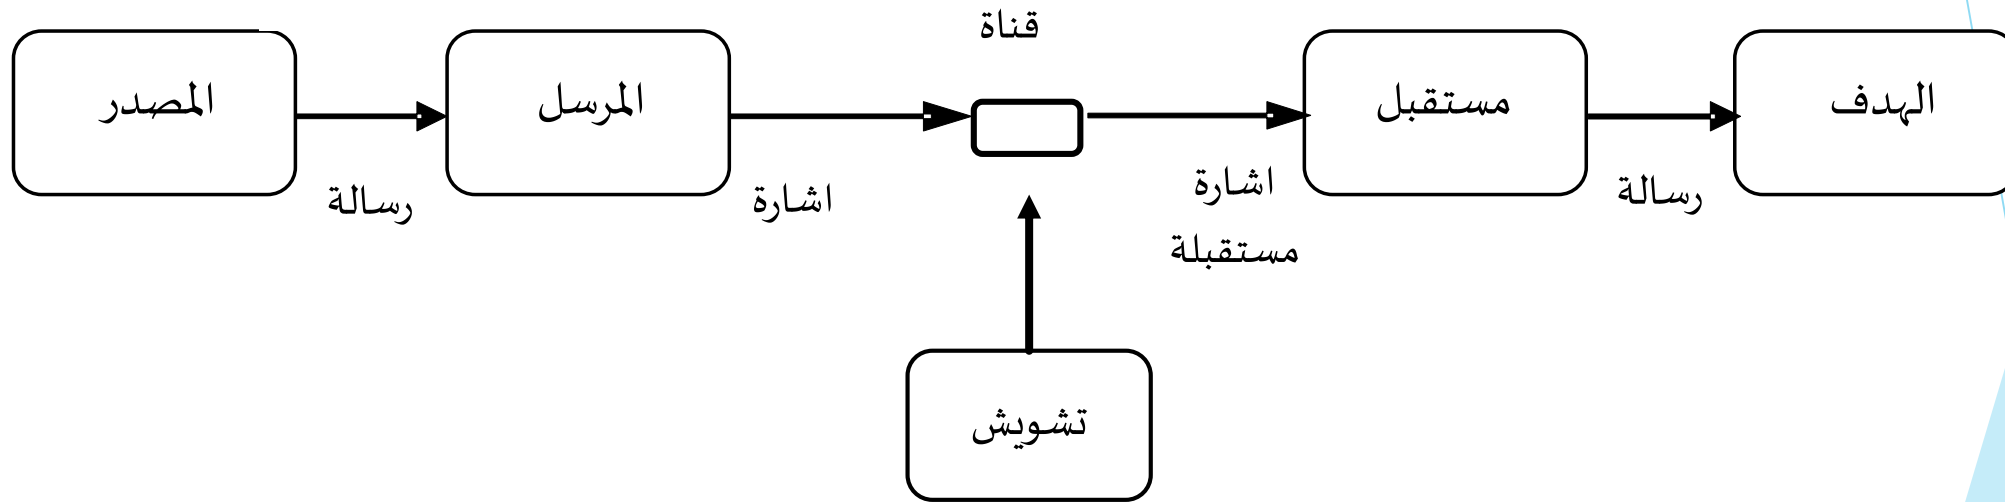 قناة
المصدر
المرسل
مستقبل
الهدف
رسالة
اشارة
اشارة
مستقبلة
رسالة
تشويش